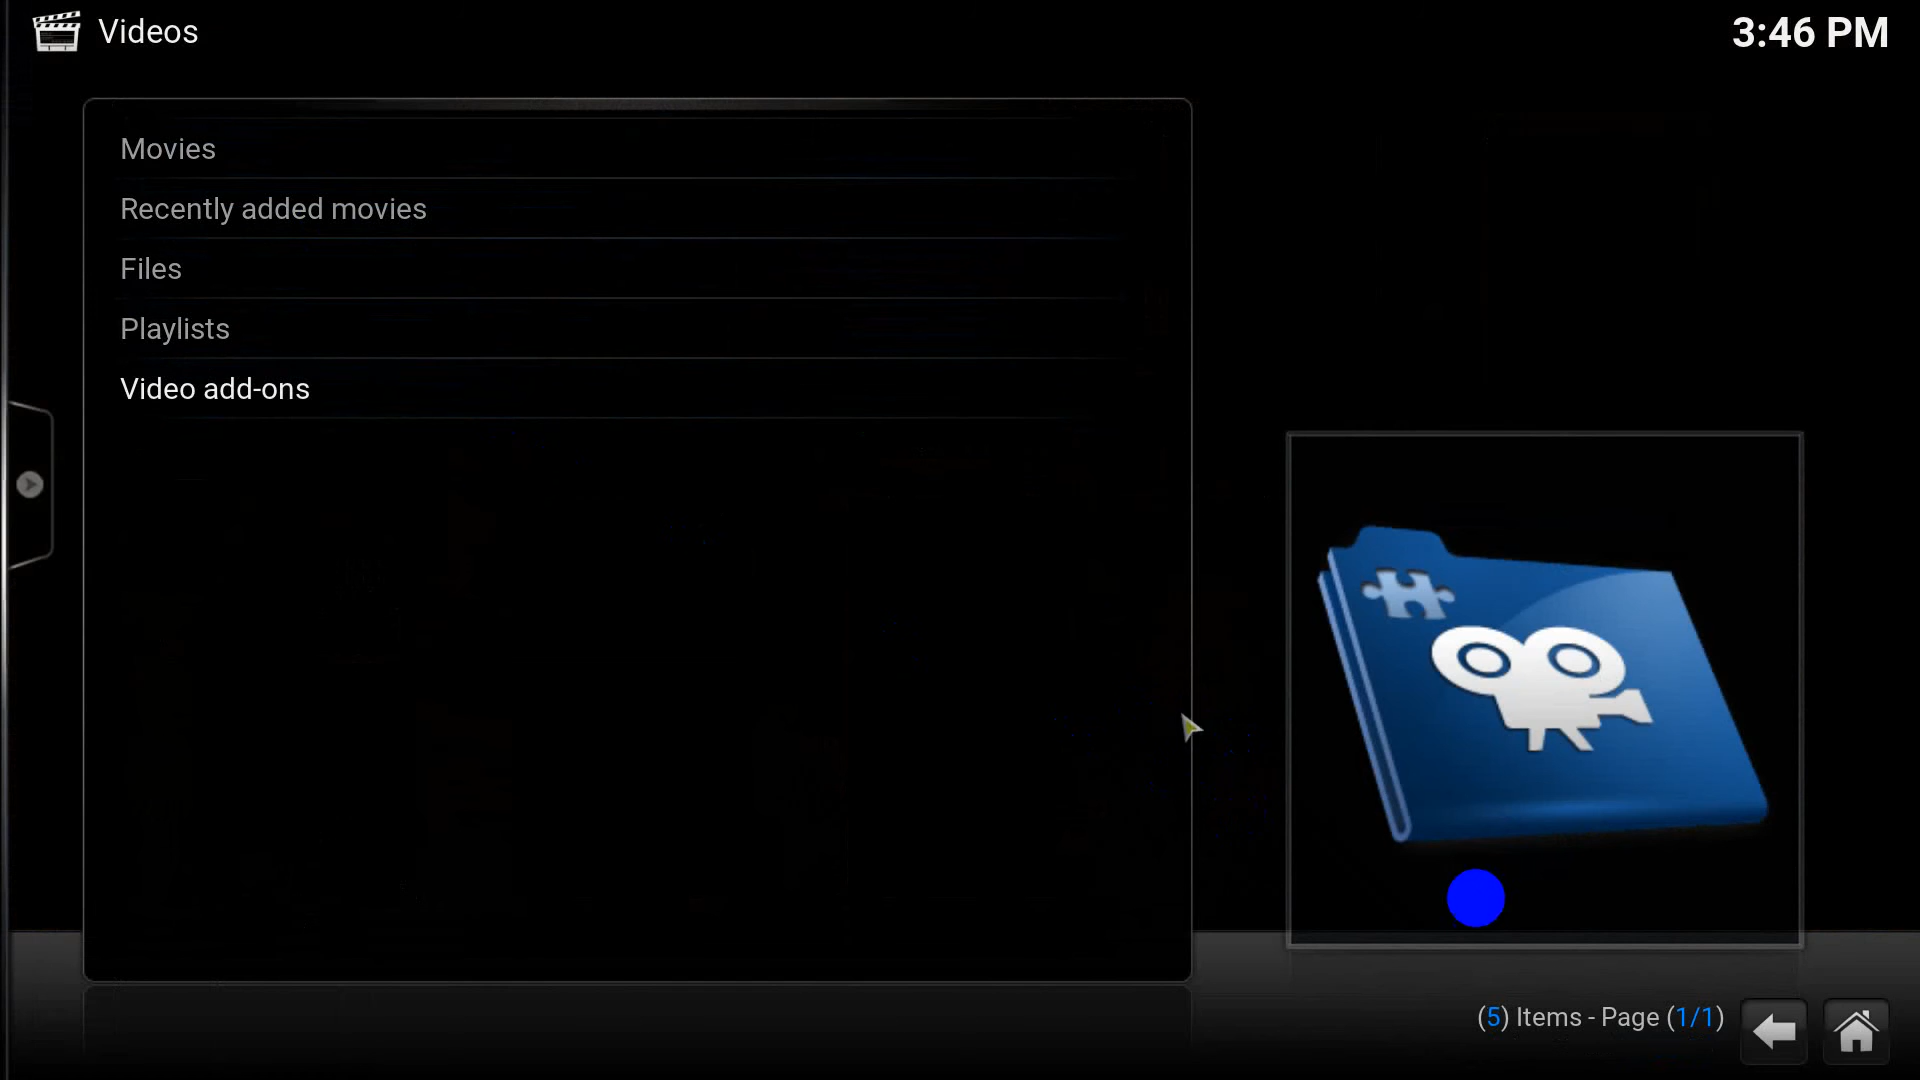 Videos
3:46 PM
Movies
Recently added movies
Files
Playlists
Video add-ons
(5) Items - Page (1/1)